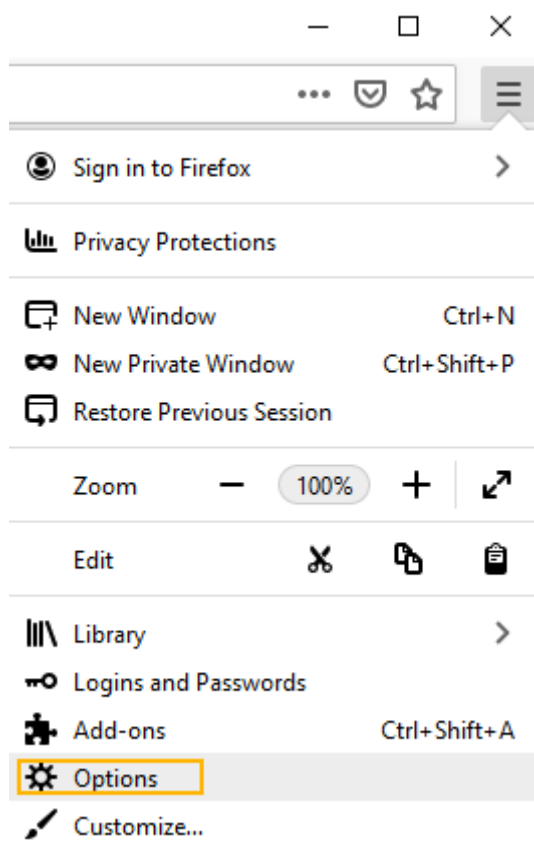 Sign in to Firefox
Privacy Protections
New Window Ctrl+N
New Private Window Ctrl+Shift+P
Restore Previous Session
Zoom 100%
Edit
Library
Logins and Passwords
Add-ons Ctrl+Shift+A
Options
Customize...